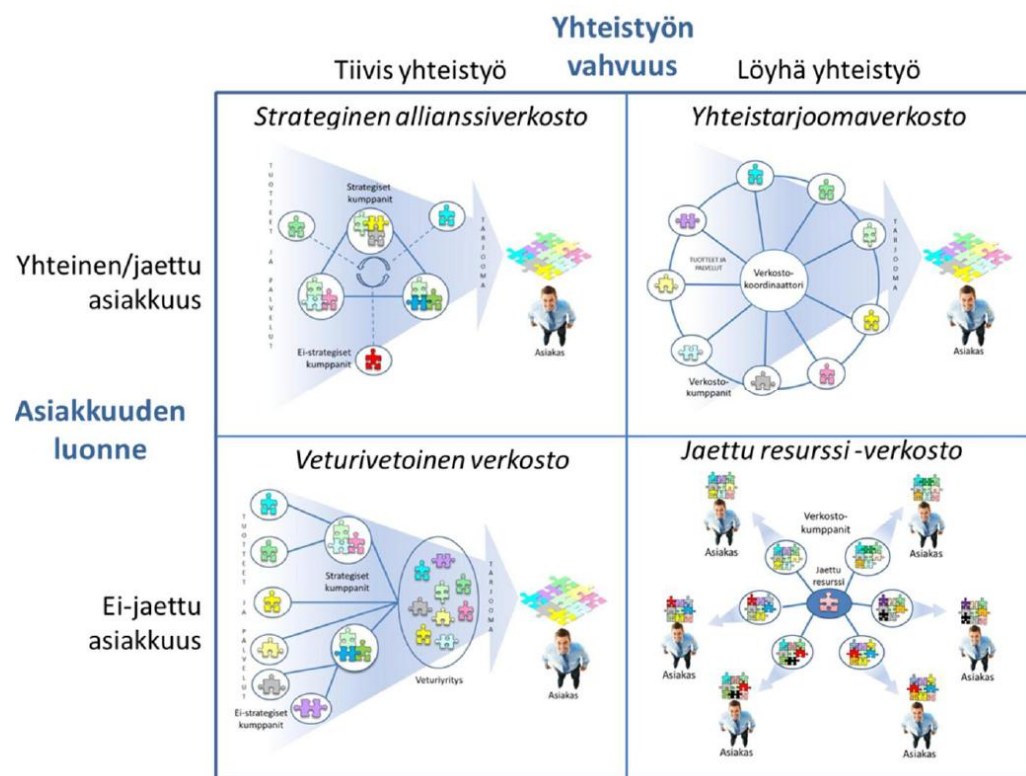 Yhteistyön
vahvuus
Tiivis yhteistyö
Löyhä yhteistyö
Asiakkuuden
luonne
Yhteinen/jaettu
asiakkuus
Ei-jaettu
asiakkuus
Strateginen allianssiverkosto
TUOTTEET JA PALVELUT
Strategiset
kumppanit
Ei-strategiset
kumppanit
TARJOOMA
Asiakas
Yhteistarjoomaverkosto
TUOTTEET JA
PALVELUT
Verkosto-
koordinaattori
Verkosto-
kumppanit
TARJOOMA
Asiakas
Veturivetoinen verkosto
TUOTTEET JA PALVELUT
Strategiset
kumppanit
Ei-strategiset
kumppanit
Veturiyritys
TARJOOMA
Asiakas
Jaettu resurssi -verkosto
Verkosto-
kumppanit
Jaettu
resurssi
Asiakas
Asiakas
Asiakas
Asiakas
Asiakas
Asiakas